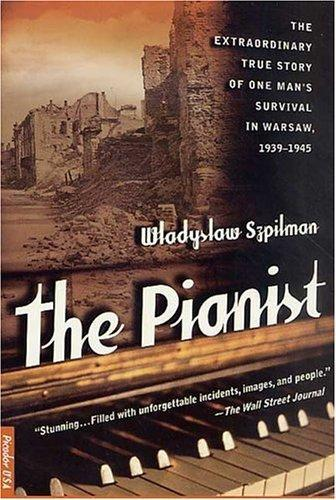 THE
EXTRAORDINARY
TRUE STORY
OF ONE MAN'S
SURVIVAL
IN WARSAW,
1939–1945
Władysław Szpilman
The Pianist
"Stunning...Filled with unforgettable incidents, images, and people."
—The Wall Street Journal
Picador USA